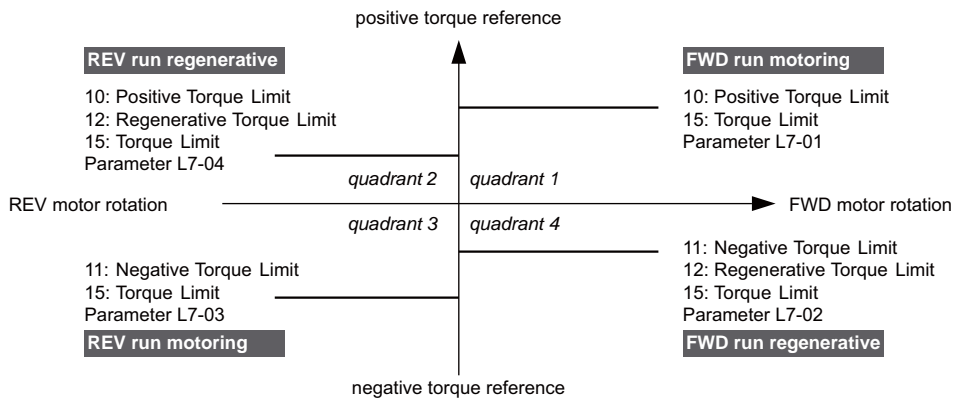 positive torque reference
REV run regenerative
10: Positive Torque Limit
12: Regenerative Torque Limit
15: Torque Limit
Parameter L7-04
FWD run motoring
10: Positive Torque Limit
15: Torque Limit
Parameter L7-01
quadrant 2
quadrant 1
REV motor rotation
FWD motor rotation
quadrant 3
quadrant 4
11: Negative Torque Limit
15: Torque Limit
Parameter L7-03
REV run motoring
11: Negative Torque Limit
12: Regenerative Torque Limit
15: Torque Limit
Parameter L7-02
FWD run regenerative
negative torque reference